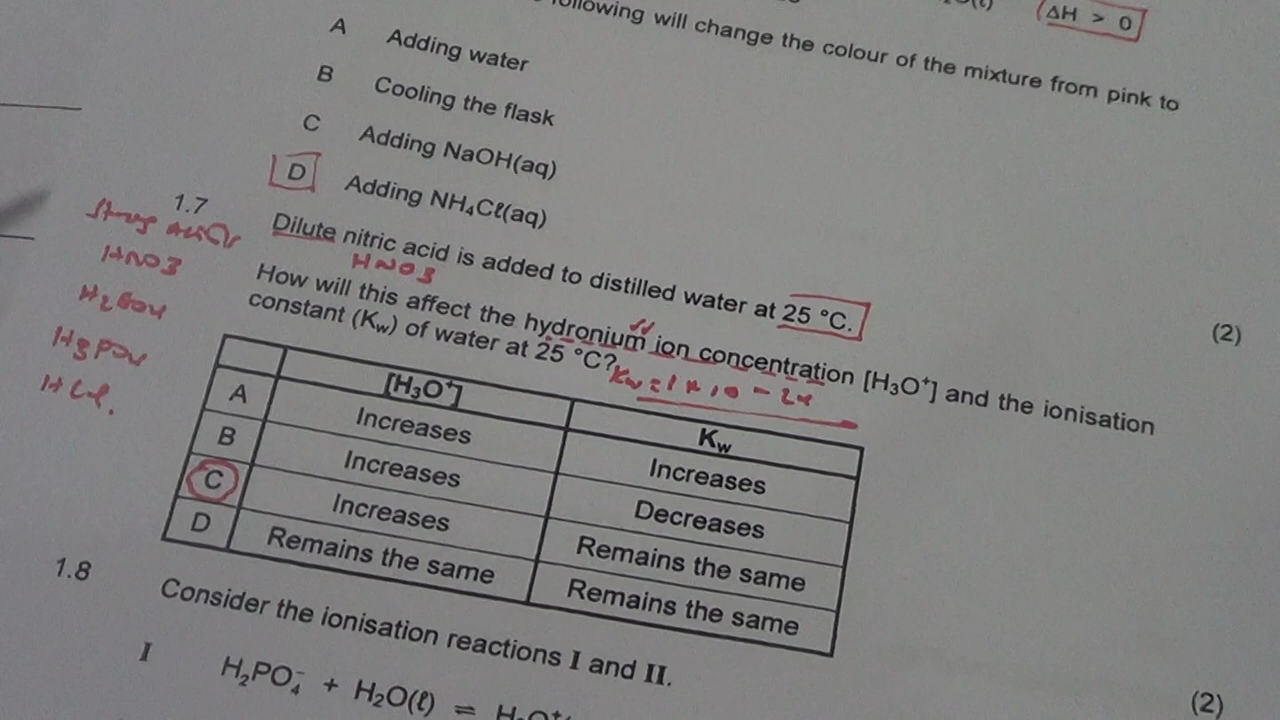 ΔH > 0
following will change the colour of the mixture from pink to
A Adding water
B Cooling the flask
C Adding NaOH(aq)
D Adding NH₄Cℓ(aq)
(2)
1.7 Dilute nitric acid is added to distilled water at 25 °C.
HNO3
How will this affect the hydronium ion concentration [H₃O⁺] and the ionisation
constant (Kw) of water at 25 °C?
HNO3
HCl.
[H₃O⁺] Kw
A Increases Increases
B Increases Decreases
C Increases Remains the same
D Remains the same Remains the same
(2)
1.8 Consider the ionisation reactions I and II.
I H₂PO₄⁻ + H₂O(ℓ) ⇌